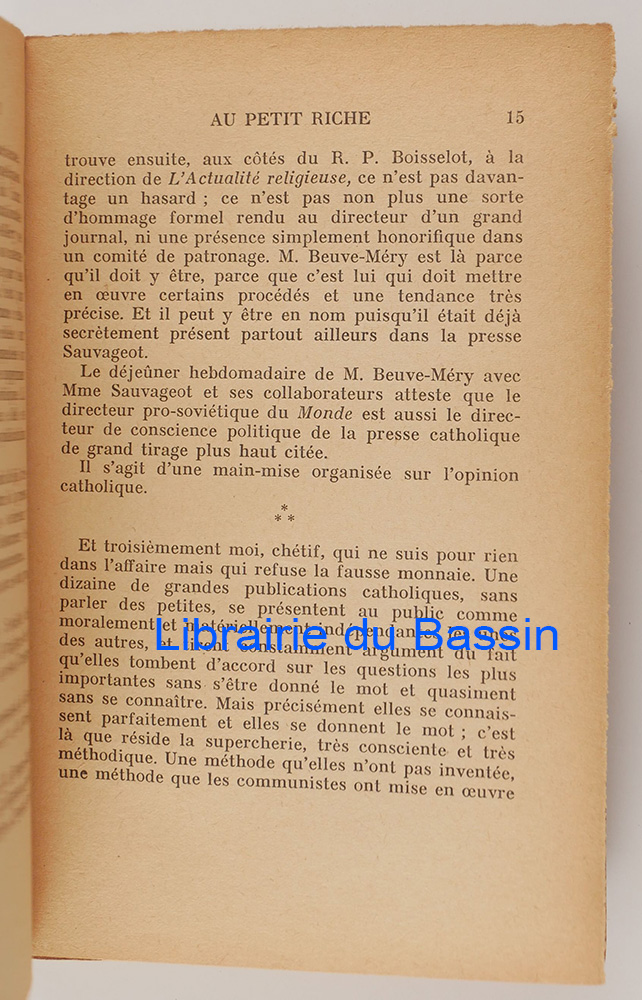 AU PETIT RICHE 15
trouve ensuite, aux côtés du R. P. Boisselot, à la
direction de L'Actualité religieuse, ce n'est pas davan-
tage un hasard ; ce n'est pas non plus une sorte
d'hommage formel rendu au directeur d'un grand
journal, ni une présence simplement honorifique dans
un comité de patronage. M. Beuve-Méry est là parce
qu'il doit y être, parce que c'est lui qui doit mettre
en œuvre certains procédés et une tendance très
précise. Et il peut y être en nom puisqu'il était déjà
secrètement présent partout ailleurs dans la presse
Sauvageot.
Le déjeûner hebdomadaire de M. Beuve-Méry avec
Mme Sauvageot et ses collaborateurs atteste que le
directeur pro-soviétique du Monde est aussi le direc-
teur de conscience politique de la presse catholique
de grand tirage plus haut citée.
Il s'agit d'une main-mise organisée sur l'opinion
catholique.
*
* *
Et troisièmement moi, chétif, qui ne suis pour rien
dans l'affaire mais qui refuse la fausse monnaie. Une
dizaine de grandes publications catholiques, sans
parler des petites, se présentent au public comme
moralement et matériellement indépendantes les unes
Librairie du Bassin
des autres, et tirent constamment argument du fait
qu'elles tombent d'accord sur les questions les plus
importantes sans s'être donné le mot et quasiment
sans se connaître. Mais précisément elles se connais-
sent parfaitement et elles se donnent le mot ; c'est
là que réside la supercherie, très consciente et très
méthodique. Une méthode qu'elles n'ont pas inventée,
une méthode que les communistes ont mise en œuvre